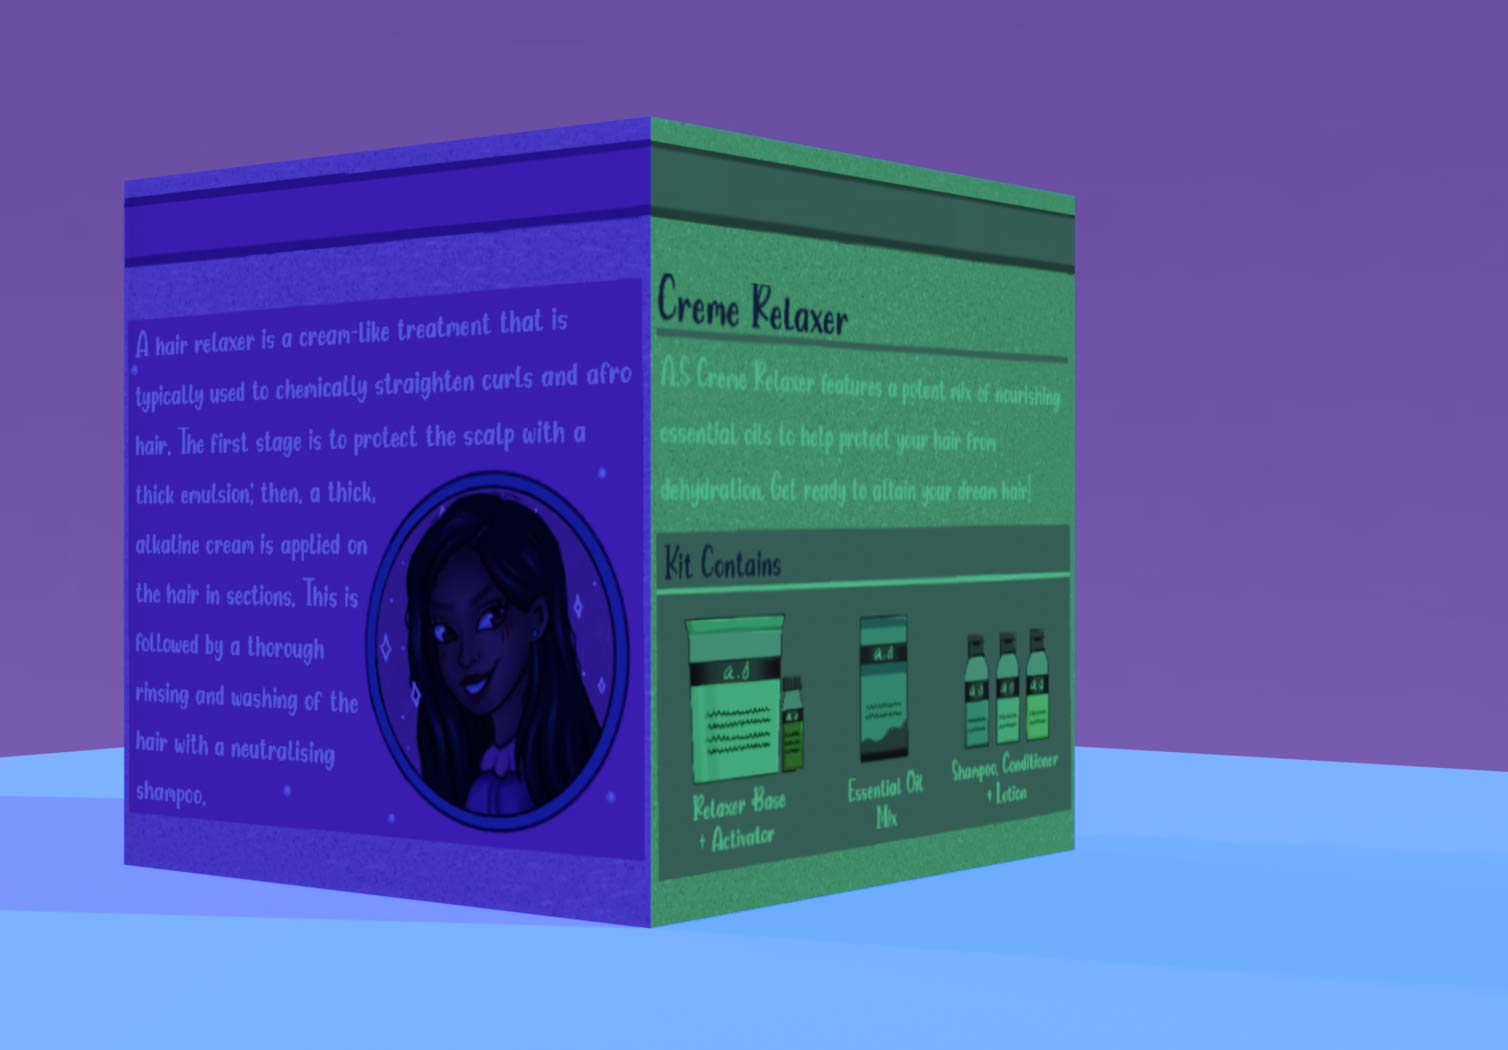 A hair relaxer is a cream-like treatment that is
typically used to chemically straighten curls and afro
hair. The first stage is to protect the scalp with a
thick emulsion; then, a thick,
alkaline cream is applied on
the hair in sections. This is
followed by a thorough
rinsing and washing of the
hair with a neutralising
shampoo.
Creme Relaxer
A.S Creme Relaxer features a potent mix of nourishing
essential oils to help protect your hair from
dehydration. Get ready to attain your dream hair!
Kit Contains
a.s
a.s
a.s
a.s
a.s
a.s
Relaxer Base
+ Activator
Essential Oil
Mix
Shampoo, Conditioner
+ Lotion